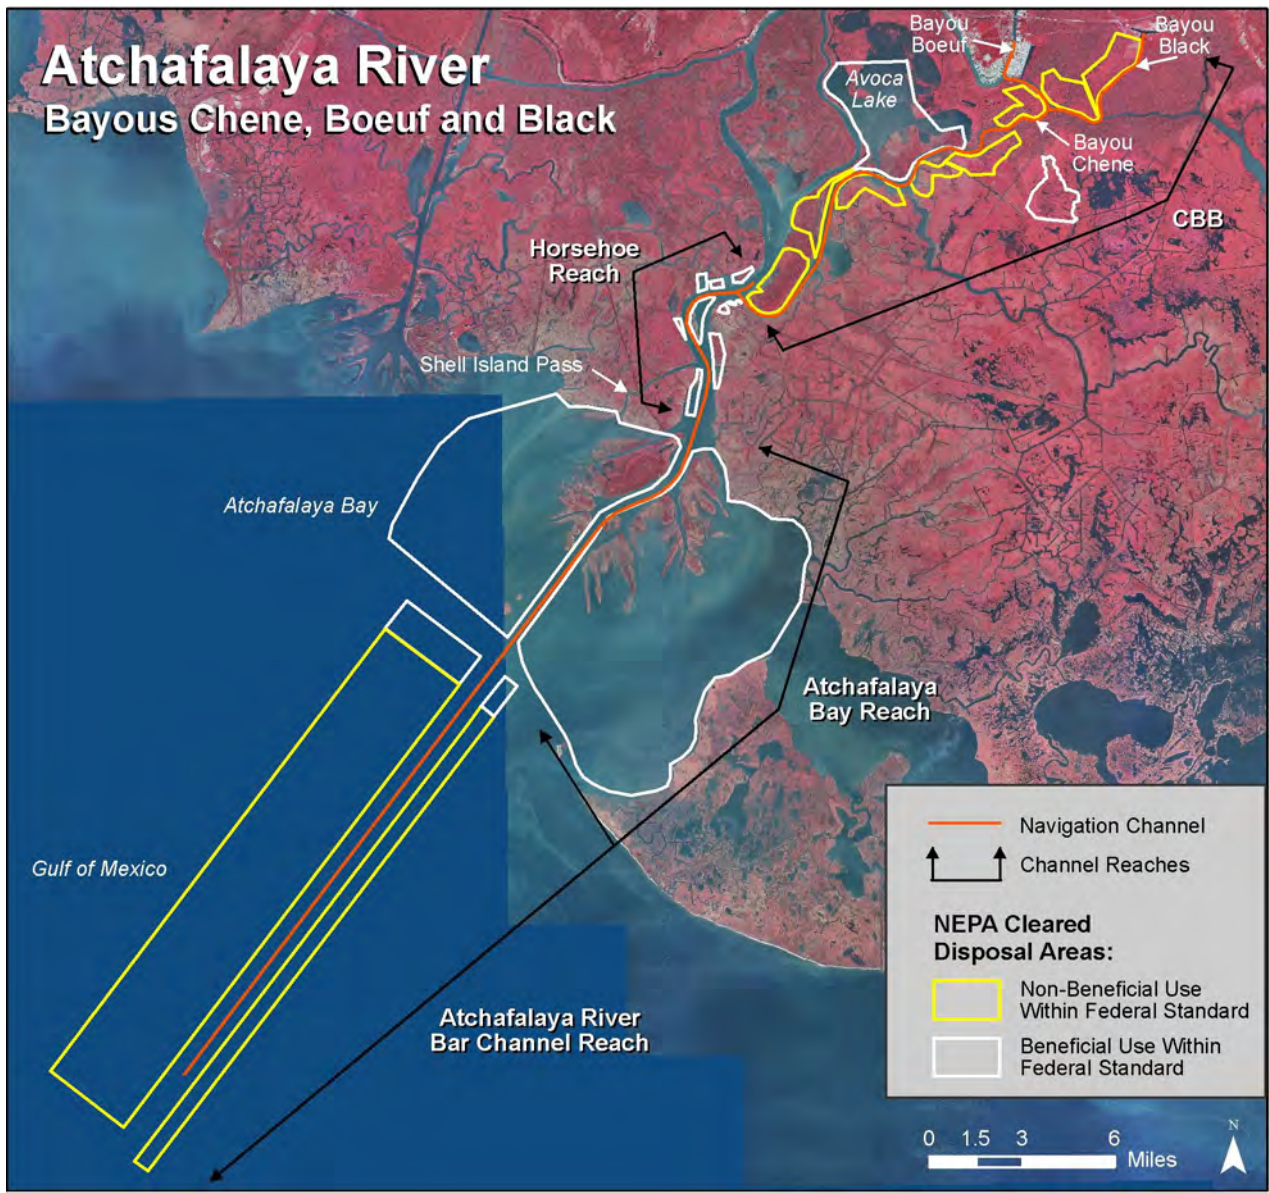 Atchafalaya River
Bayous Chene, Boeuf and Black
Bayou
Boeuf
Bayou
Black
Avoca
Lake
Bayou
Chene
CBB
Horsehoe
Reach
Shell Island Pass
Atchafalaya Bay
Atchafalaya
Bay Reach
Gulf of Mexico
Atchafalaya River
Bar Channel Reach
Navigation Channel
Channel Reaches
NEPA Cleared
Disposal Areas:
Non-Beneficial Use
Within Federal Standard
Beneficial Use Within
Federal Standard
N
0 1.5 3 6
Miles